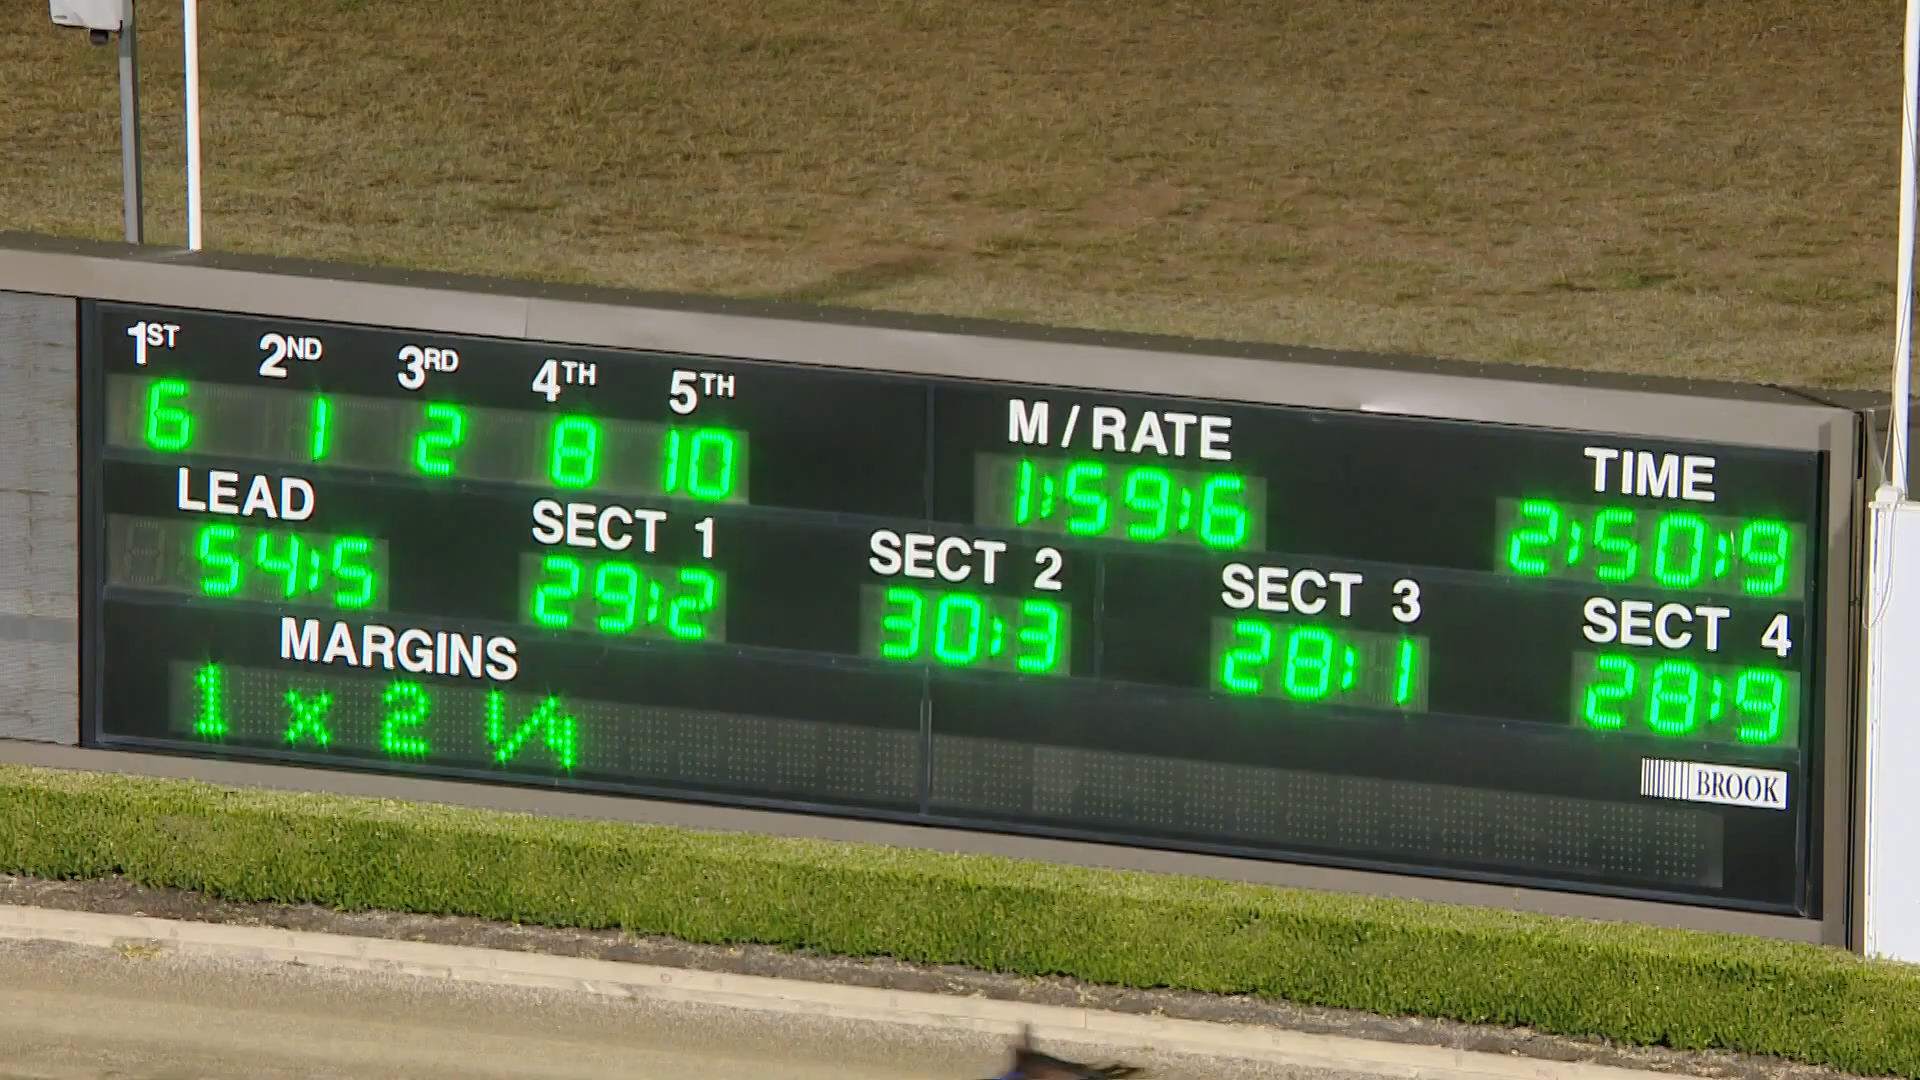 1ST 2ND 3RD 4TH 5TH
6 1 2 8 10
M/RATE TIME
1:59:6 2:50:9
LEAD SECT 1 SECT 2 SECT 3 SECT 4
54:5 29:2 30:3 28:1 28:9
MARGINS
1 x 2 1/4
BROOK